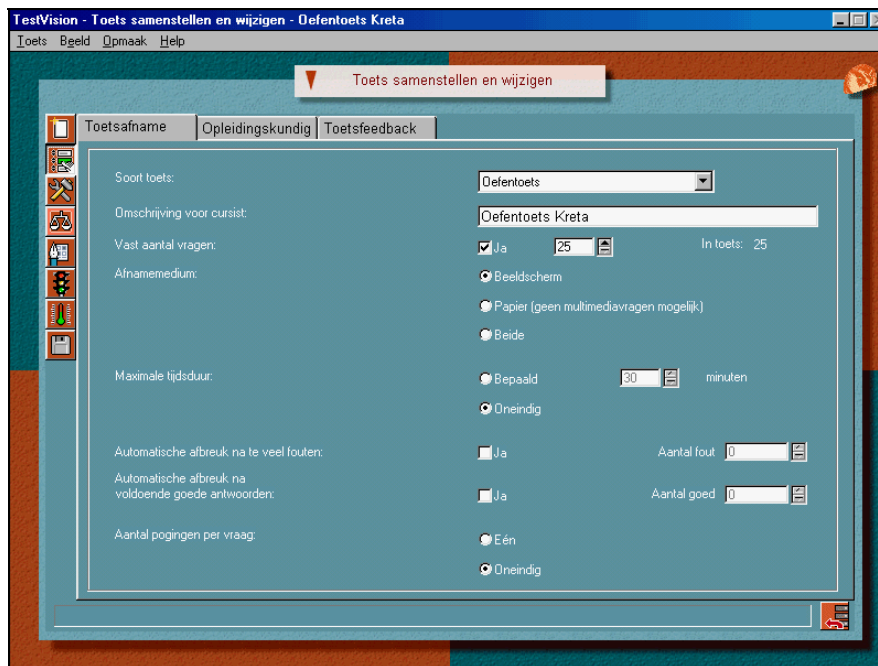 TestVision - Toets samenstellen en wijzigen - Oefentoets Kreta
Toets Beeld Opmaak Help
Toets samenstellen en wijzigen
Toetsafname Opleidingskundig Toetsfeedback
Soort toets: Oefentoets
Omschrijving voor cursist: Oefentoets Kreta
Vast aantal vragen: Ja 25 In toets: 25
Afnamemedium: Beeldscherm
Papier (geen multimediavragen mogelijk)
Beide
Maximale tijdsduur: Bepaald 30 minuten
Oneindig
Automatische afbreuk na te veel fouten: Ja Aantal fout 0
Automatische afbreuk na
voldoende goede antwoorden: Ja Aantal goed 0
Aantal pogingen per vraag: Eén
Oneindig